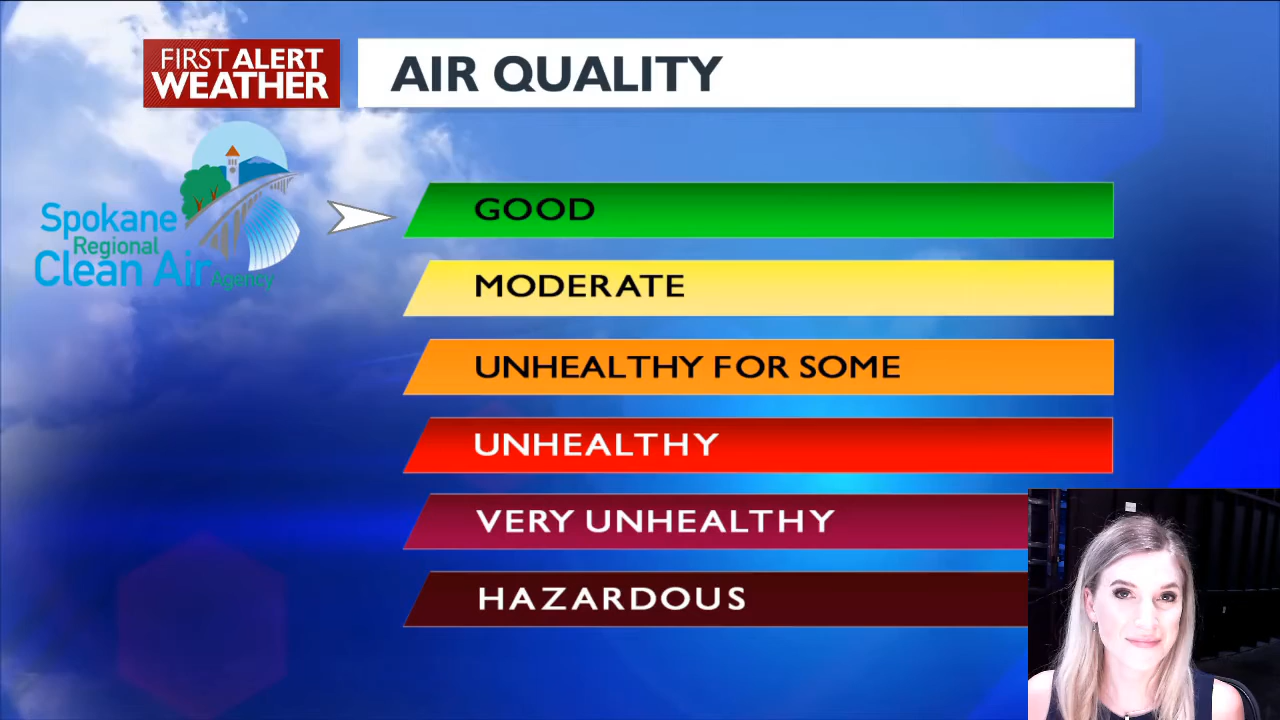 FIRST ALERT
WEATHER
AIR QUALITY
Spokane
Regional
Clean Air
Agency
GOOD
MODERATE
UNHEALTHY FOR SOME
UNHEALTHY
VERY UNHEALTHY
HAZARDOUS